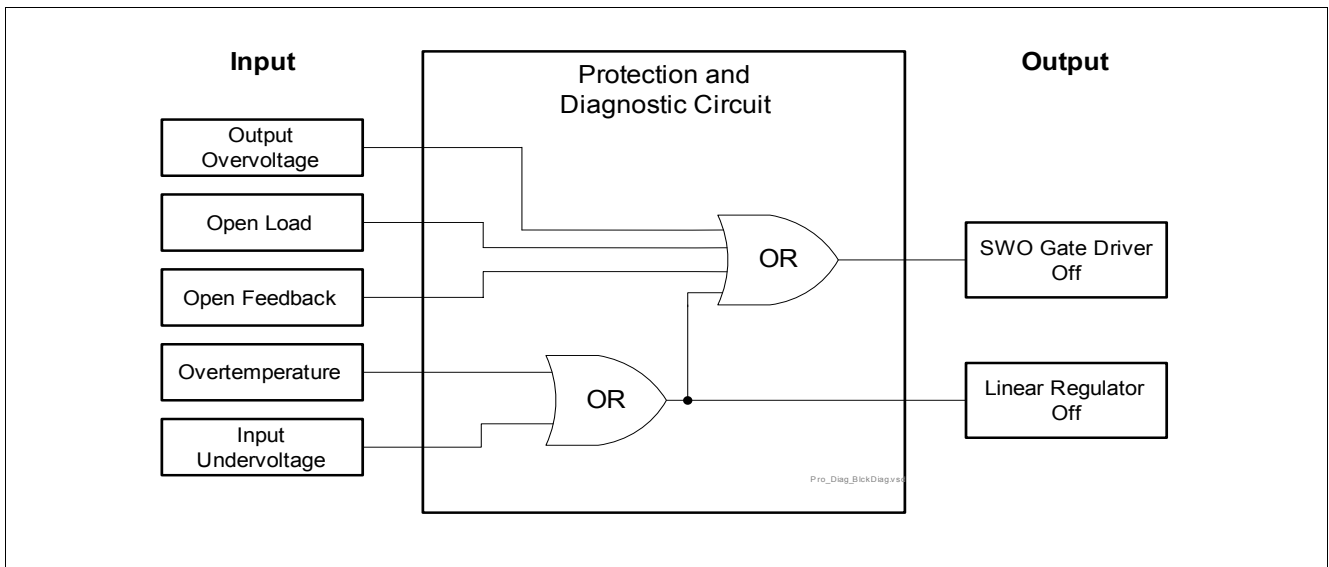 Input
Protection and
Diagnostic Circuit
Output
Output
Overvoltage
Open Load
Open Feedback
Overtemperature
Input
Undervoltage
OR
OR
SWO Gate Driver
Off
Linear Regulator
Off
Pro_Diag_BlckDiag.vsd